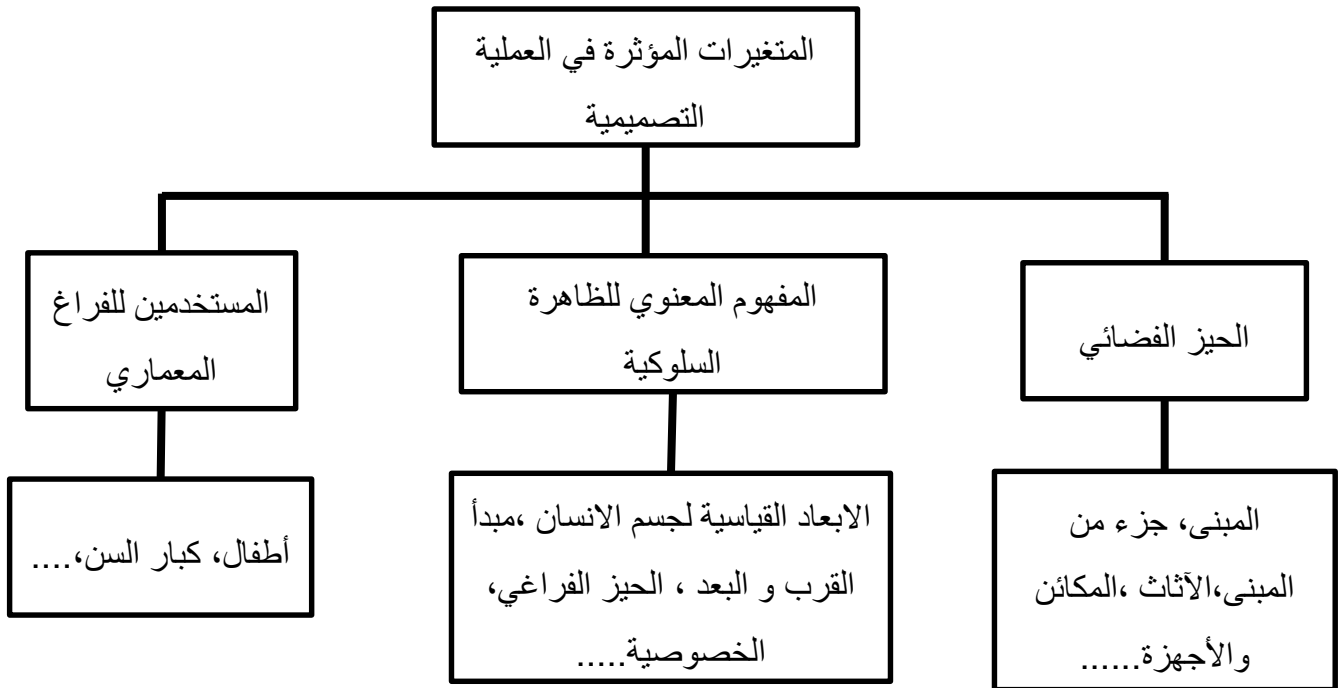 المتغيرات المؤثرة في العملية
التصميمية
الحيز الفضائي
المفهوم المعنوي للظاهرة
السلوكية
المستخدمين للفراغ
المعماري
المبنى، جزء من
المبنى،الآثاث ،المكائن
والأجهزة......
الابعاد القياسية لجسم الانسان ،مبدأ
القرب و البعد ، الحيز الفراغي،
الخصوصية.....
أطفال، كبار السن،....